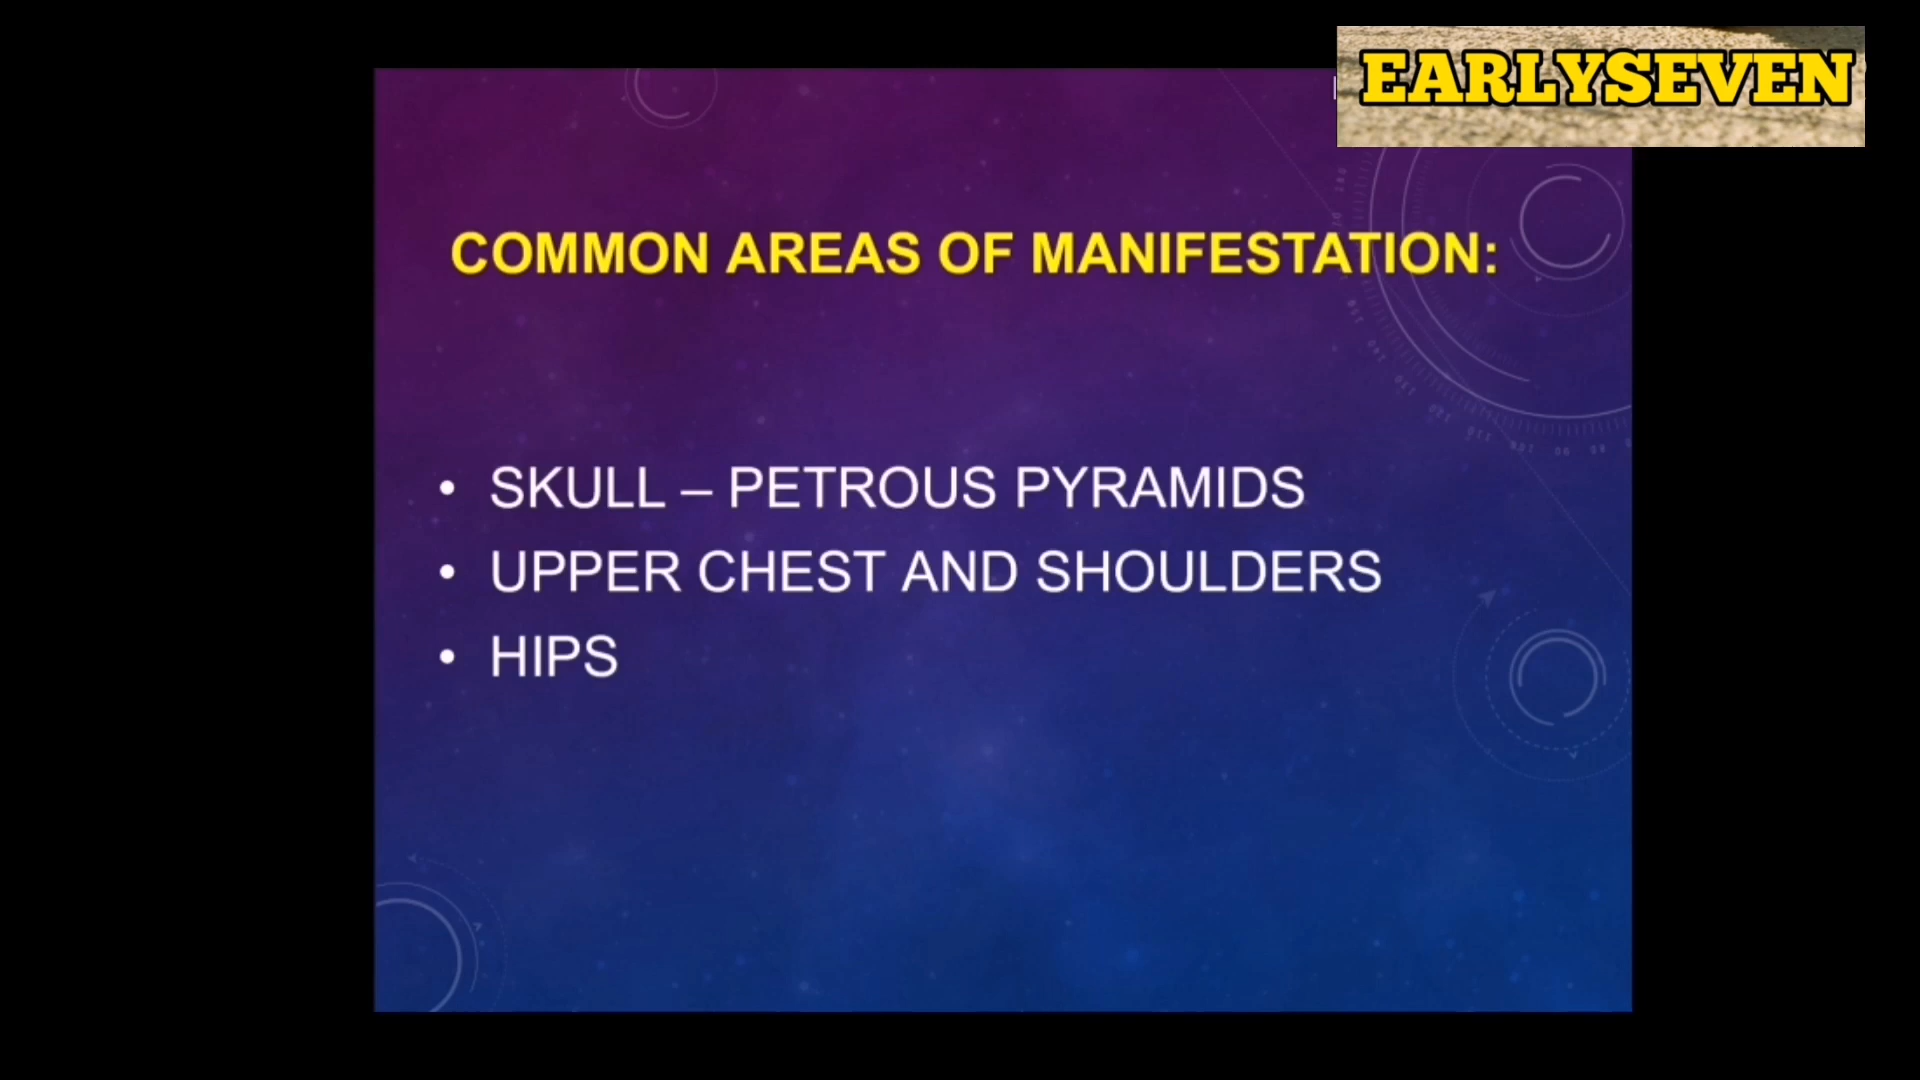 EARLYSEVEN
COMMON AREAS OF MANIFESTATION:
• SKULL – PETROUS PYRAMIDS
• UPPER CHEST AND SHOULDERS
• HIPS